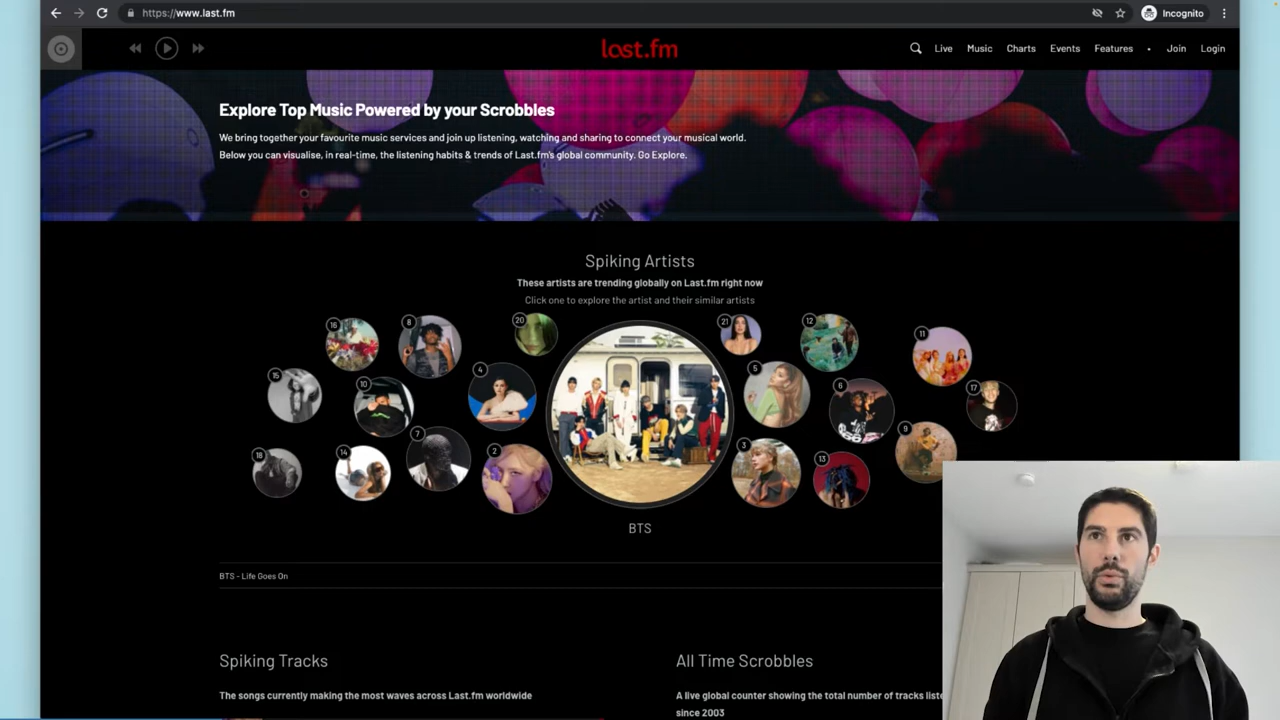 https://www.last.fm
Incognito
last.fm
Live
Music
Charts
Events
Features
Join
Login
Explore Top Music Powered by your Scrobbles
We bring together your favourite music services and join up listening, watching and sharing to connect your musical world.
Below you can visualise, in real-time, the listening habits & trends of Last.fm's global community. Go Explore.
Spiking Artists
These artists are trending globally on Last.fm right now
Click one to explore the artist and their similar artists
16
8
20
21
12
11
15
10
4
5
6
17
18
14
7
2
3
13
9
BTS
BTS - Life Goes On
Spiking Tracks
All Time Scrobbles
The songs currently making the most waves across Last.fm worldwide
A live global counter showing the total number of tracks
since 2003